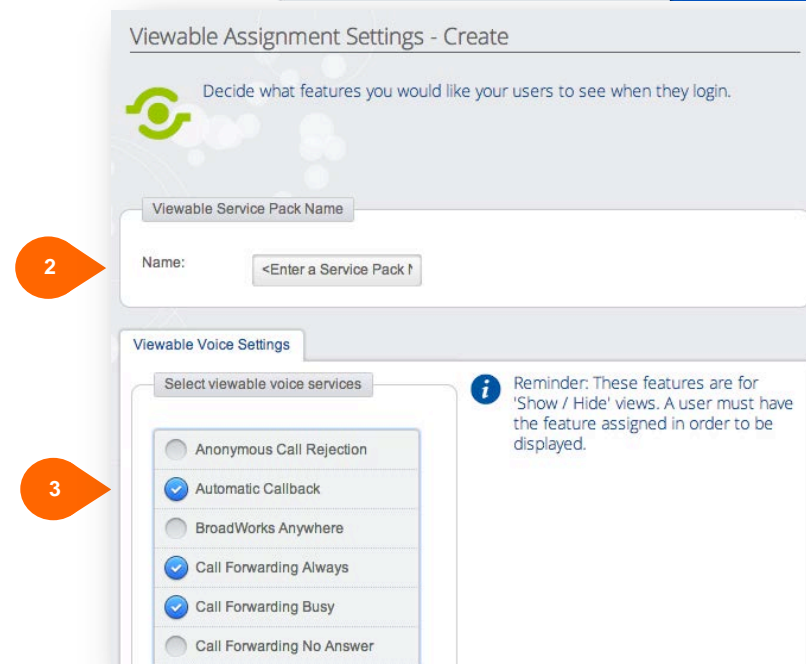 Viewable Assignment Settings - Create
Decide what features you would like your users to see when they login.
Viewable Service Pack Name
2
Name:
<Enter a Service Pack N
Viewable Voice Settings
Select viewable voice services
i
Reminder: These features are for
'Show / Hide' views. A user must have
the feature assigned in order to be
displayed.
Anonymous Call Rejection
3
Automatic Callback
BroadWorks Anywhere
Call Forwarding Always
Call Forwarding Busy
Call Forwarding No Answer